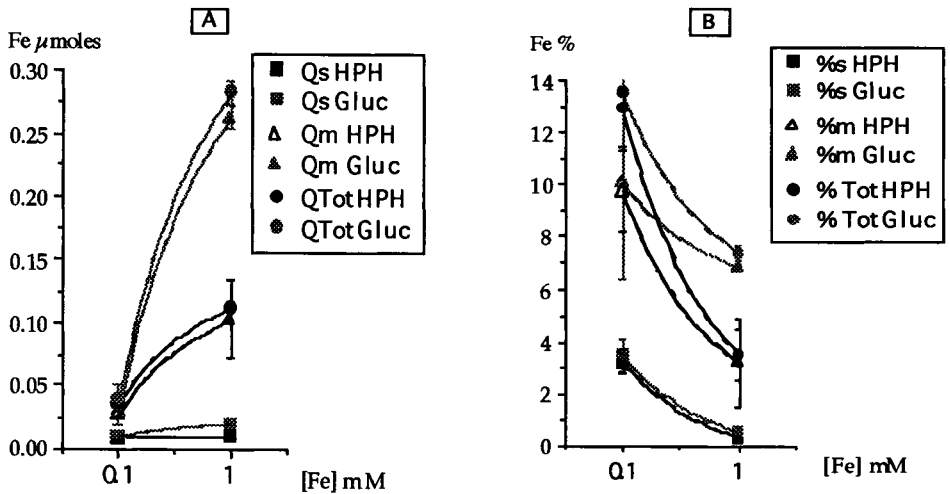 A
Fe µmoles
0.30
0.25
0.20
0.15
0.10
0.05
0.00
0.1
1
[Fe] mM
Qs HPH
Qs Gluc
Qm HPH
Qm Gluc
QTot HPH
QTot Gluc
B
Fe %
14
12
10
8
6
4
2
0
0.1
1
[Fe] mM
%s HPH
%s Gluc
%m HPH
%m Gluc
% Tot HPH
% Tot Gluc